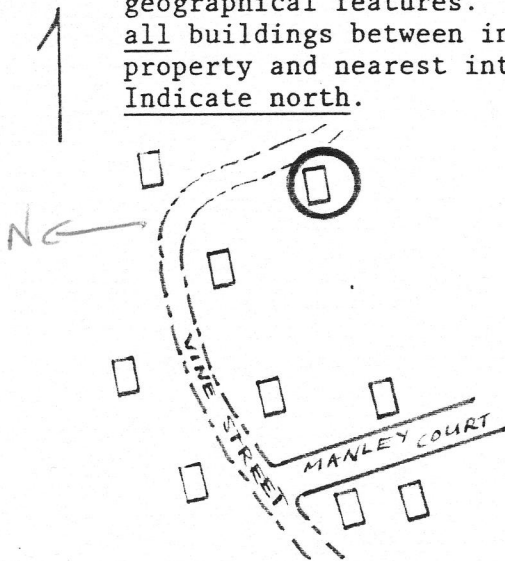 geographical features.
all buildings between in
property and nearest int
Indicate north.
N
VINE STREET
MANLEY COURT